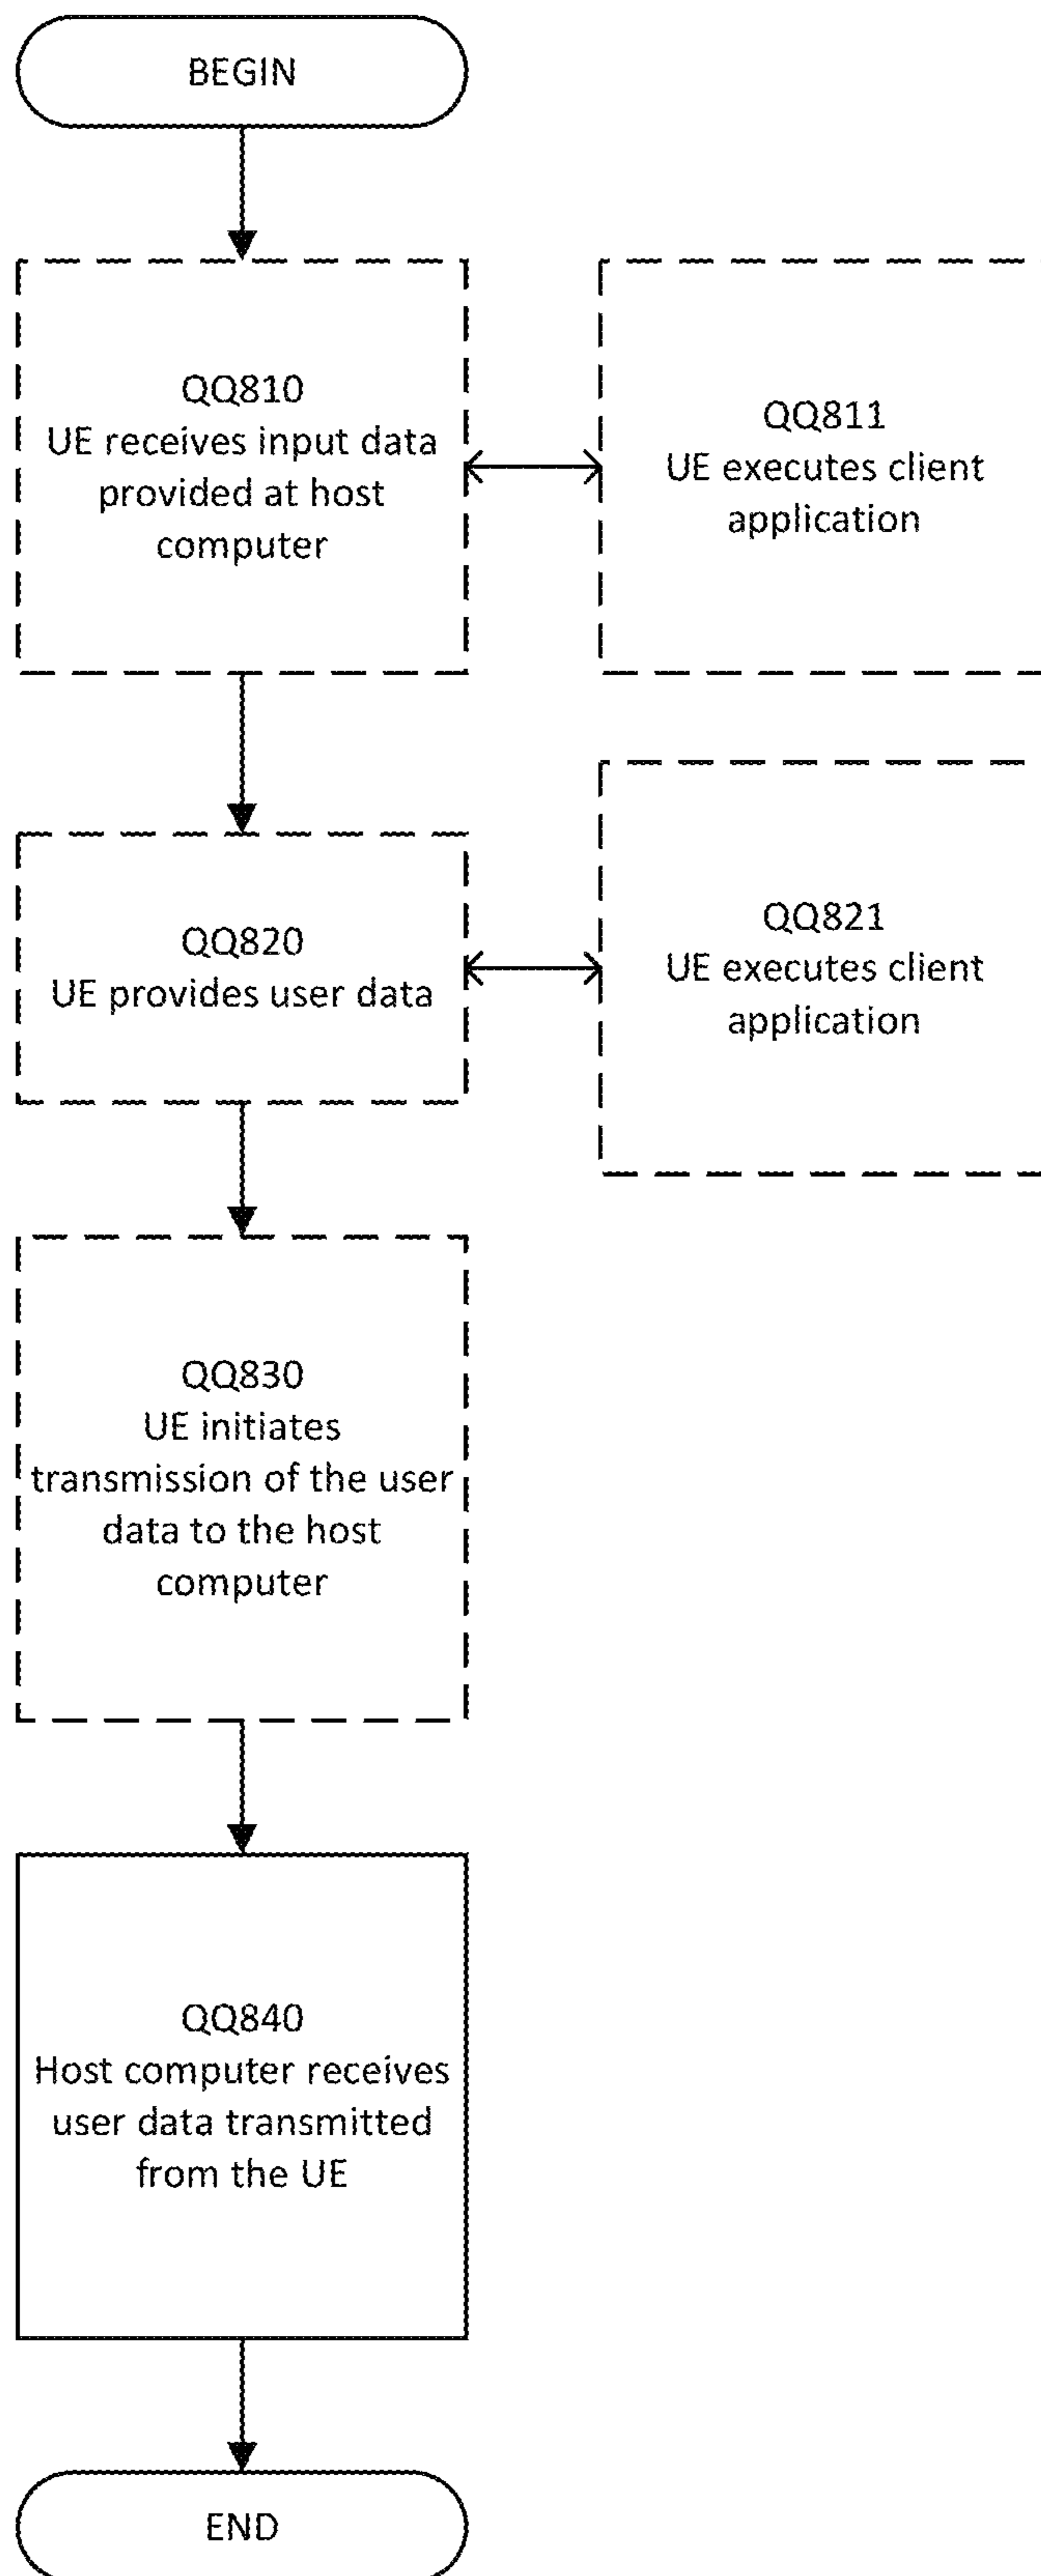 BEGIN
QQ810
UE receives input data
provided at host
computer
QQ811
UE executes client
application
QQ820
UE provides user data
QQ821
UE executes client
application
QQ830
UE initiates
transmission of the user
data to the host
computer
QQ840
Host computer receives
user data transmitted
from the UE
END